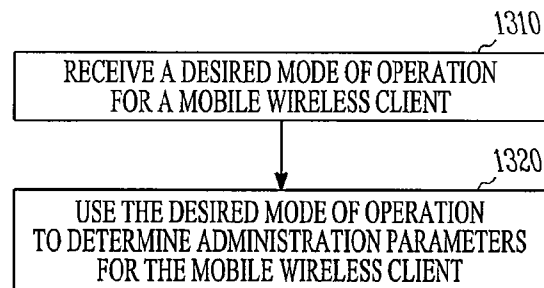 1310
RECEIVE A DESIRED MODE OF OPERATION
FOR A MOBILE WIRELESS CLIENT
1320
USE THE DESIRED MODE OF OPERATION
TO DETERMINE ADMINISTRATION PARAMETERS
FOR THE MOBILE WIRELESS CLIENT